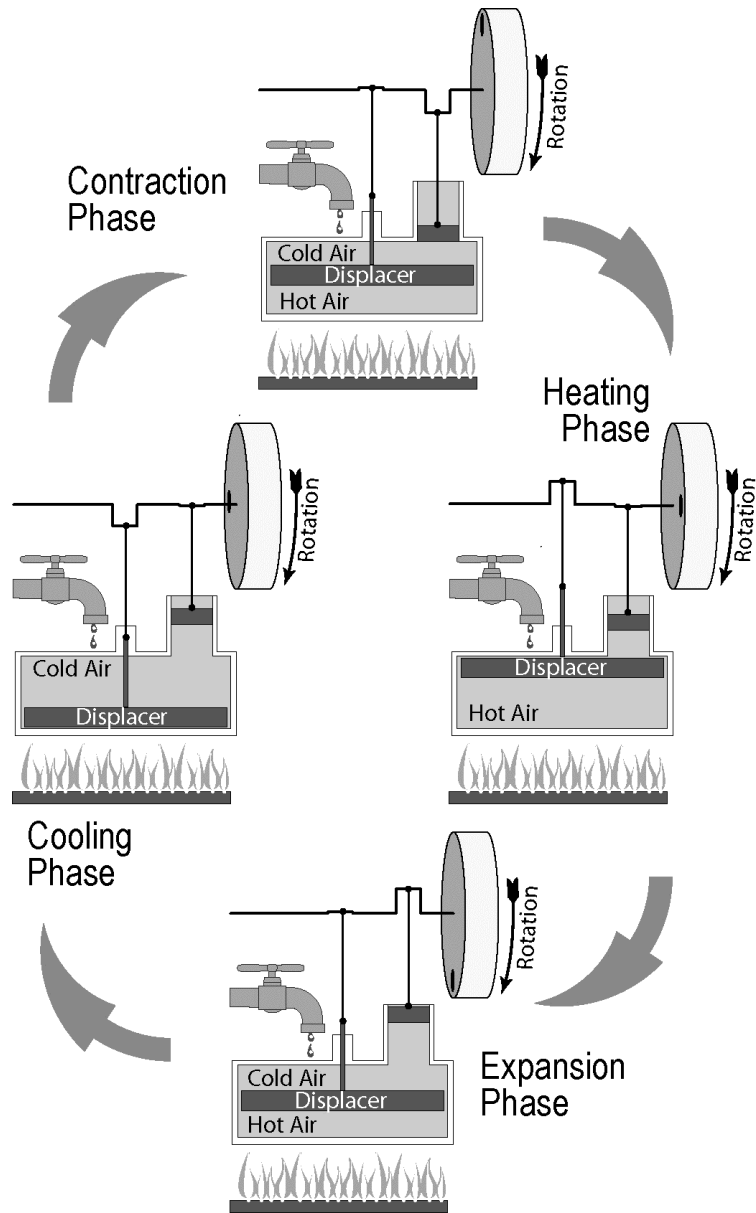 Rotation
Contraction
Phase
Cold Air
Displacer
Hot Air
Heating
Phase
Rotation
Displacer
Hot Air
Rotation
Cold Air
Displacer
Cooling
Phase
Rotation
Cold Air
Displacer
Hot Air
Expansion
Phase